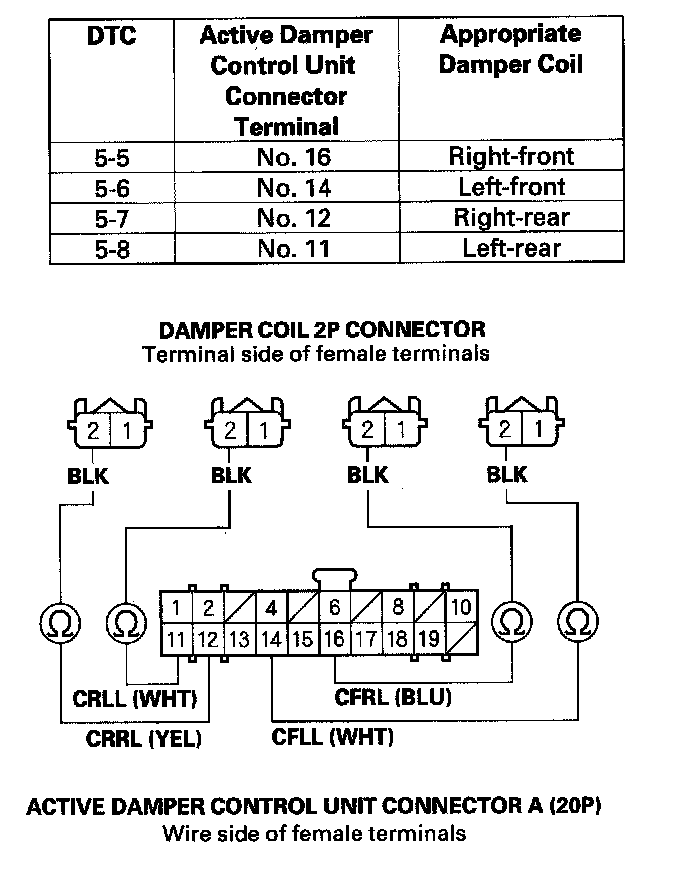 DTC Active Damper Control Unit Connector Terminal Appropriate Damper Coil
5-5 No. 16 Right-front
5-6 No. 14 Left-front
5-7 No. 12 Right-rear
5-8 No. 11 Left-rear
DAMPER COIL 2P CONNECTOR
Terminal side of female terminals
2 1 2 1 2 1 2 1
BLK BLK BLK BLK
1 2 4 6 8 10
Ω Ω Ω Ω
11 12 13 14 15 16 17 18 19
CRLL (WHT) CFRL (BLU)
CRRL (YEL) CFLL (WHT)
ACTIVE DAMPER CONTROL UNIT CONNECTOR A (20P)
Wire side of female terminals